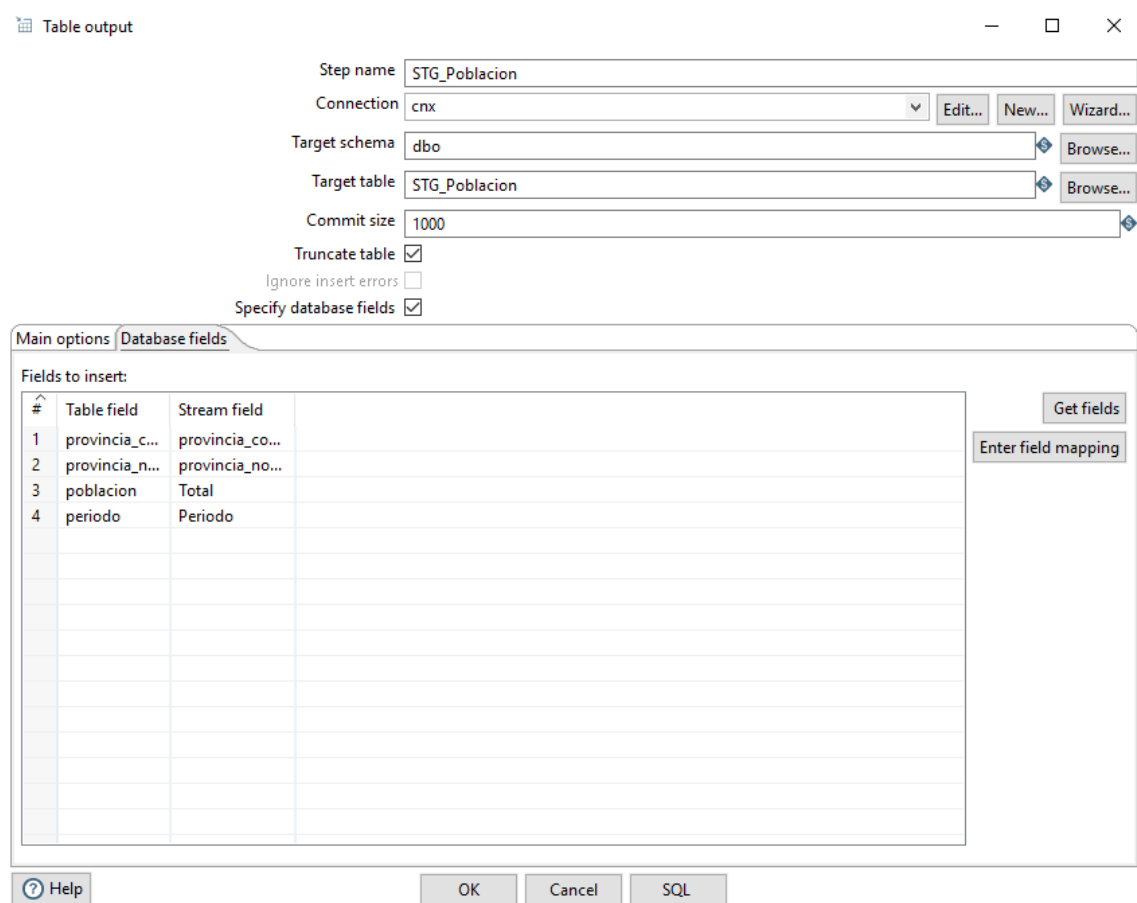 Table output
Step name STG_Poblacion
Connection cnx Edit... New... Wizard...
Target schema dbo Browse...
Target table STG_Poblacion Browse...
Commit size 1000
Truncate table
Ignore insert errors
Specify database fields
Main options Database fields
Fields to insert:
# Table field Stream field Get fields
1 provincia_c... provincia_co...
Enter field mapping
2 provincia_n... provincia_no...
3 poblacion Total
4 periodo Periodo
Help OK Cancel SQL